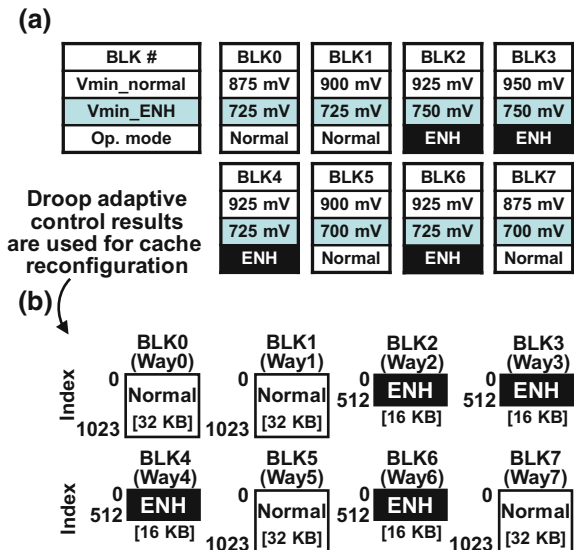 (a)
BLK # BLK0 BLK1 BLK2 BLK3
Vmin_normal 875 mV 900 mV 925 mV 950 mV
Vmin_ENH 725 mV 725 mV 750 mV 750 mV
Op. mode Normal Normal ENH ENH
BLK4 BLK5 BLK6 BLK7
925 mV 900 mV 925 mV 875 mV
725 mV 700 mV 725 mV 700 mV
ENH Normal ENH Normal
Droop adaptive
control results
are used for cache
reconfiguration
(b)
BLK0 BLK1 BLK2 BLK3
(Way0) (Way1) (Way2) (Way3)
Index
0 Normal 0 Normal 0 ENH 0 ENH
512 512
1023 [32 KB] 1023 [32 KB] [16 KB] [16 KB]
BLK4 BLK5 BLK6 BLK7
(Way4) (Way5) (Way6) (Way7)
Index
0 ENH 0 Normal 0 ENH 0 Normal
512 512
[16 KB] 1023 [32 KB] [16 KB] 1023 [32 KB]